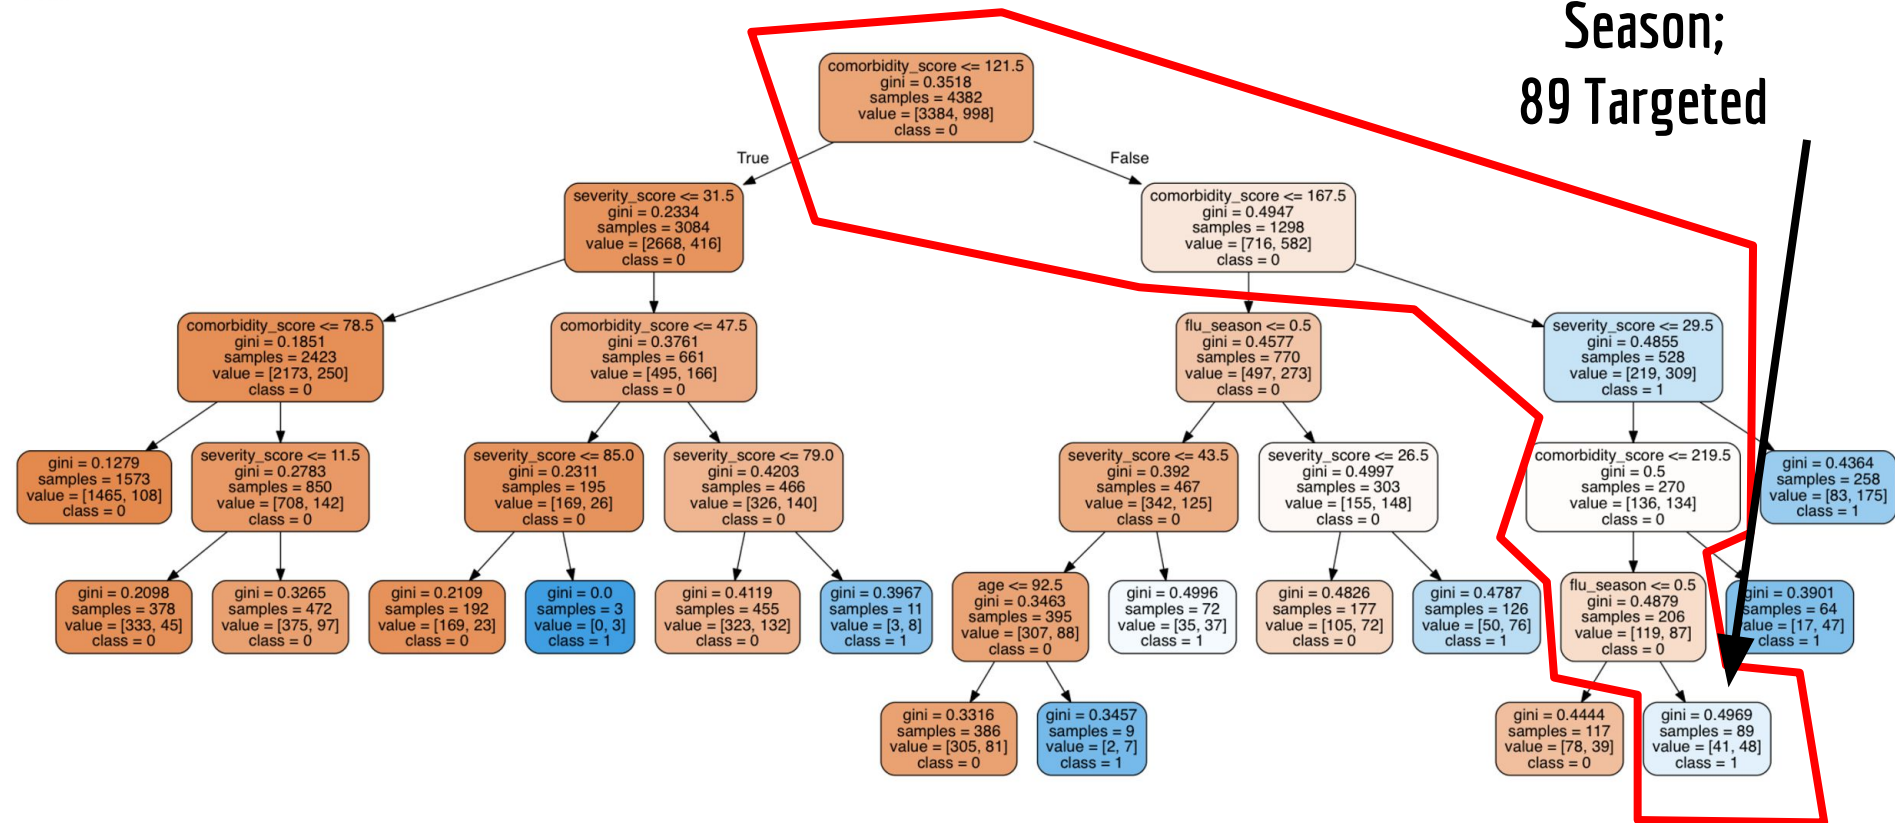 Season;
89 Targeted
comorbidity_score <= 121.5
gini = 0.3518
samples = 4382
value = [3384, 998]
class = 0
True
False
severity_score <= 31.5
gini = 0.2334
samples = 3084
value = [2668, 416]
class = 0
comorbidity_score <= 167.5
gini = 0.4947
samples = 1298
value = [716, 582]
class = 0
comorbidity_score <= 78.5
gini = 0.1851
samples = 2423
value = [2173, 250]
class = 0
comorbidity_score <= 47.5
gini = 0.3761
samples = 661
value = [495, 166]
class = 0
flu_season <= 0.5
gini = 0.4577
samples = 770
value = [497, 273]
class = 0
severity_score <= 29.5
gini = 0.4855
samples = 528
value = [219, 309]
class = 1
gini = 0.1279
samples = 1573
value = [1465, 108]
class = 0
severity_score <= 11.5
gini = 0.2783
samples = 850
value = [708, 142]
class = 0
severity_score <= 85.0
gini = 0.2311
samples = 195
value = [169, 26]
class = 0
severity_score <= 79.0
gini = 0.4203
samples = 466
value = [326, 140]
class = 0
severity_score <= 43.5
gini = 0.392
samples = 467
value = [342, 125]
class = 0
severity_score <= 26.5
gini = 0.4997
samples = 303
value = [155, 148]
class = 0
comorbidity_score <= 219.5
gini = 0.5
samples = 270
value = [136, 134]
class = 0
gini = 0.4364
samples = 258
value = [83, 175]
class = 1
gini = 0.2098
samples = 378
value = [333, 45]
class = 0
gini = 0.3265
samples = 472
value = [375, 97]
class = 0
gini = 0.2109
samples = 192
value = [169, 23]
class = 0
gini = 0.0
samples = 3
value = [0, 3]
class = 1
gini = 0.4119
samples = 455
value = [323, 132]
class = 0
gini = 0.3967
samples = 11
value = [3, 8]
class = 1
age <= 92.5
gini = 0.3463
samples = 395
value = [307, 88]
class = 0
gini = 0.4996
samples = 72
value = [35, 37]
class = 1
gini = 0.4826
samples = 177
value = [105, 72]
class = 0
gini = 0.4787
samples = 126
value = [50, 76]
class = 1
flu_season <= 0.5
gini = 0.4879
samples = 206
value = [119, 87]
class = 0
gini = 0.3901
samples = 64
value = [17, 47]
class = 1
gini = 0.3316
samples = 386
value = [305, 81]
class = 0
gini = 0.3457
samples = 9
value = [2, 7]
class = 1
gini = 0.4444
samples = 117
value = [78, 39]
class = 0
gini = 0.4969
samples = 89
value = [41, 48]
class = 1